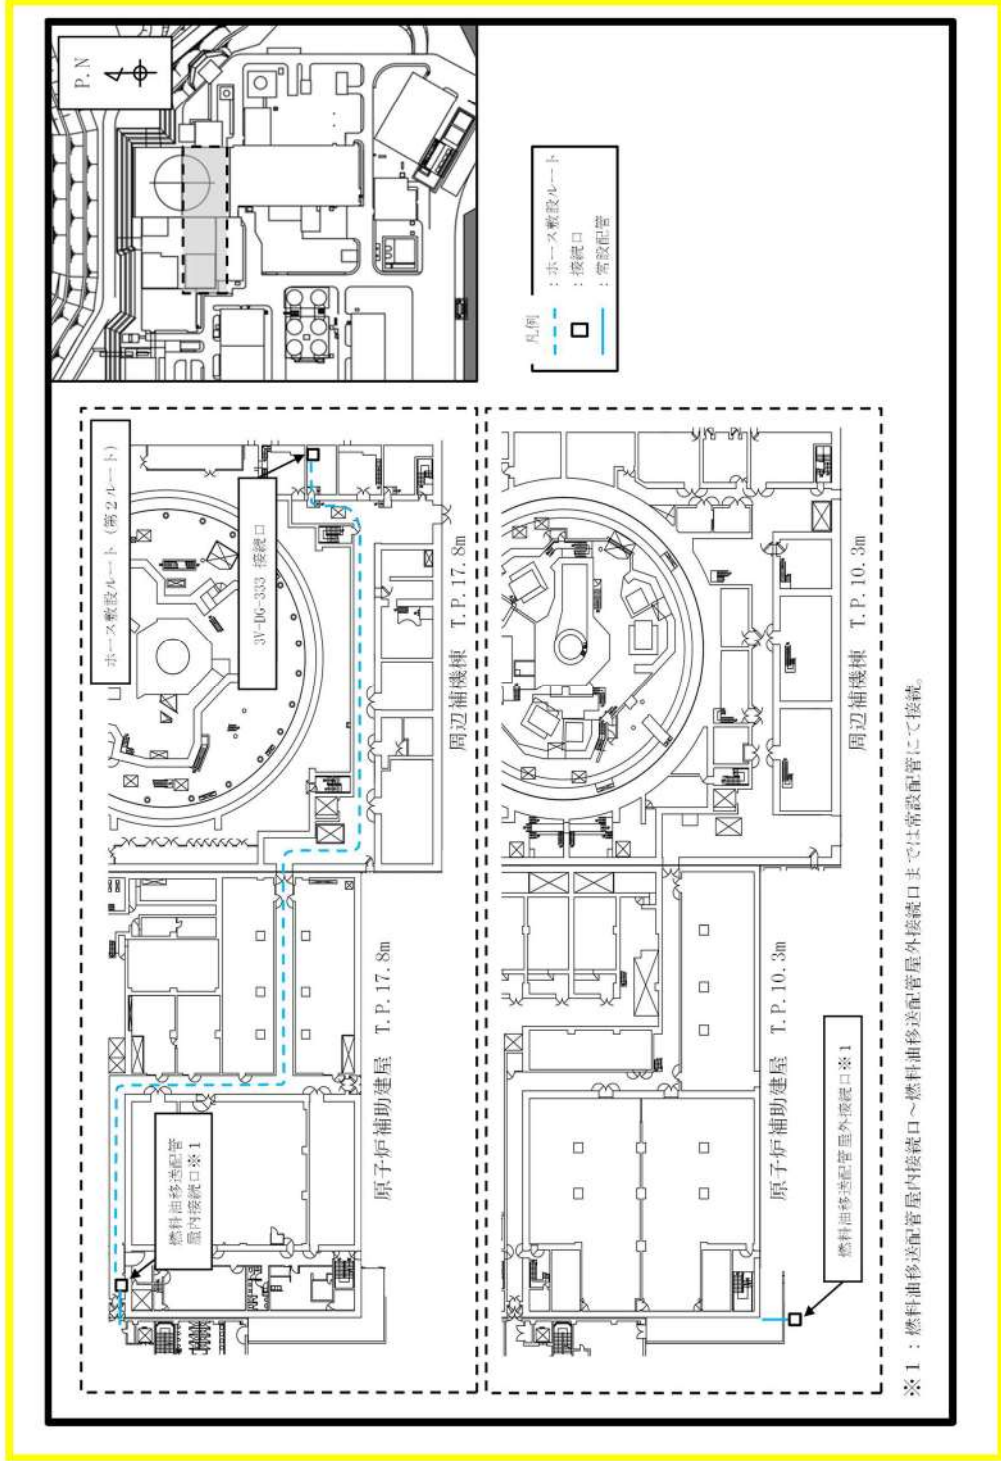 P.N
ホース敷設ルート（第２ルート）
3V-DG-333 接続口
周辺補機棟 T.P.17.8m
燃料油移送配管
屋内接続口※１
原子炉補助建屋 T.P.17.8m
周辺補機棟 T.P.10.3m
原子炉補助建屋 T.P.10.3m
燃料油移送配管屋外接続口※１
凡例
：ホース敷設ルート
：接続口
：常設配管
※１：燃料油移送配管屋内接続口～燃料油移送配管屋外接続口までは常設配管にて接続。